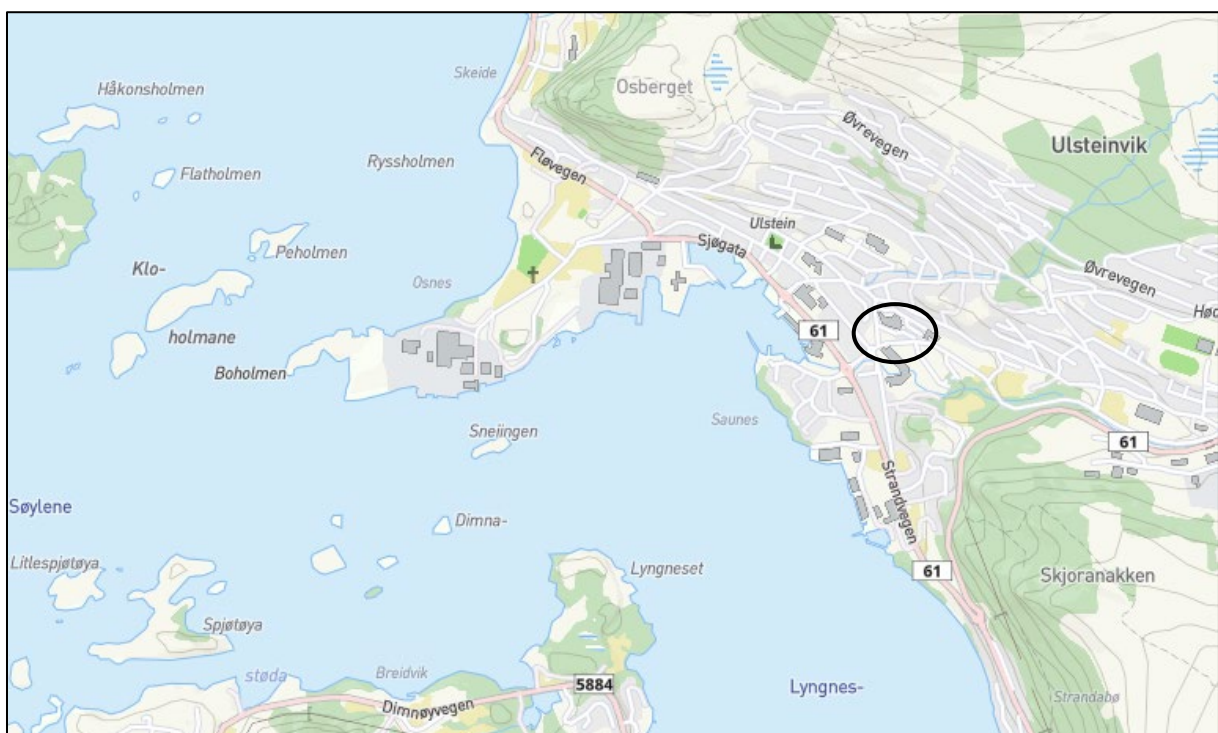 Skeide
Osberget
Håkonsholmen
Øvrevegen
Ulsteinvik
Fløvegen
Ryssholmen
Flatholmen
Ulstein
Sjøgata
Peholmen
Klo-
Osnes
Øvrevegen
Hød
61
holmane
Boholmen
Saunes
Sneiingen
61
Strandvegen
Søylene
Dimna-
Litlespjøtøya
Lyngneset
61
Skjoranakken
Spjøtøya
støda
Breidvik
5884
Lyngnes-
Dimnøyvegen
Strandabø